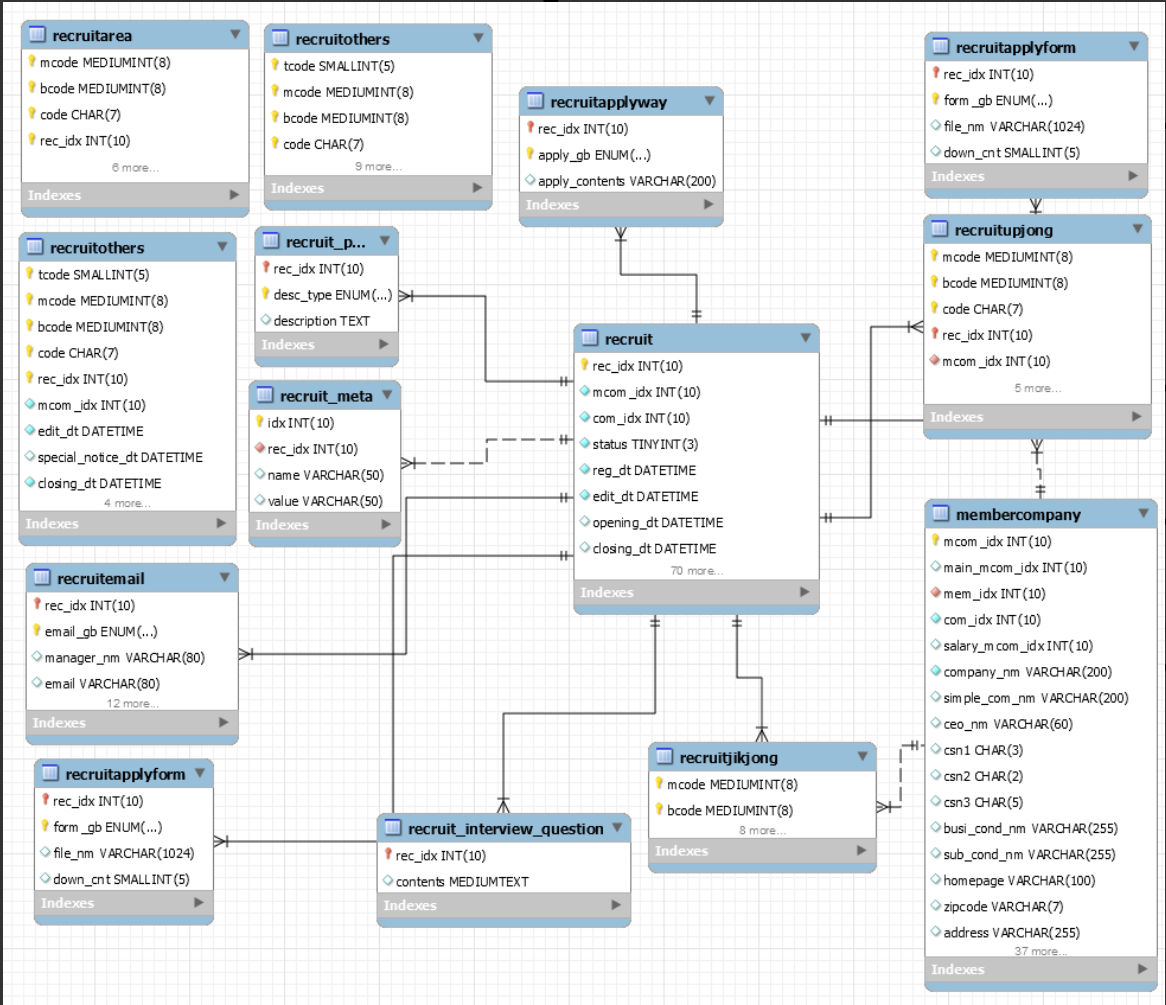 recruitarea
mcode MEDIUMINT(8)
bcode MEDIUMINT(8)
code CHAR(7)
rec_idx INT(10)
6 more...
Indexes
recruitothers
tcode SMALLINT(5)
mcode MEDIUMINT(8)
bcode MEDIUMINT(8)
code CHAR(7)
9 more...
Indexes
recruitapplyway
rec_idx INT(10)
apply_gb ENUM(...)
apply_contents VARCHAR(200)
Indexes
recruitapplyform
rec_idx INT(10)
form_gb ENUM(...)
file_nm VARCHAR(1024)
down_cnt SMALLINT(5)
Indexes
recruitothers
tcode SMALLINT(5)
mcode MEDIUMINT(8)
bcode MEDIUMINT(8)
code CHAR(7)
rec_idx INT(10)
mcom_idx INT(10)
edit_dt DATETIME
special_notice_dt DATETIME
closing_dt DATETIME
4 more...
Indexes
recruit_p...
rec_idx INT(10)
desc_type ENUM(...)
description TEXT
Indexes
recruitupjong
mcode MEDIUMINT(8)
bcode MEDIUMINT(8)
code CHAR(7)
rec_idx INT(10)
mcom_idx INT(10)
5 more...
Indexes
recruit
rec_idx INT(10)
mcom_idx INT(10)
com_idx INT(10)
status TINYINT(3)
reg_dt DATETIME
edit_dt DATETIME
opening_dt DATETIME
closing_dt DATETIME
70 more...
Indexes
recruit_meta
idx INT(10)
rec_idx INT(10)
name VARCHAR(50)
value VARCHAR(50)
Indexes
membercompany
mcom_idx INT(10)
main_mcom_idx INT(10)
mem_idx INT(10)
com_idx INT(10)
salary_mcom_idx INT(10)
company_nm VARCHAR(200)
simple_com_nm VARCHAR(200)
ceo_nm VARCHAR(60)
csn1 CHAR(3)
csn2 CHAR(2)
csn3 CHAR(5)
busi_cond_nm VARCHAR(255)
sub_cond_nm VARCHAR(255)
homepage VARCHAR(100)
zipcode VARCHAR(7)
address VARCHAR(255)
37 more...
Indexes
recruitemail
rec_idx INT(10)
email_gb ENUM(...)
manager_nm VARCHAR(80)
email VARCHAR(80)
12 more...
Indexes
recruitjikjong
mcode MEDIUMINT(8)
bcode MEDIUMINT(8)
8 more...
Indexes
recruitapplyform
rec_idx INT(10)
form_gb ENUM(...)
file_nm VARCHAR(1024)
down_cnt SMALLINT(5)
Indexes
recruit_interview_question
rec_idx INT(10)
contents MEDIUMTEXT
Indexes